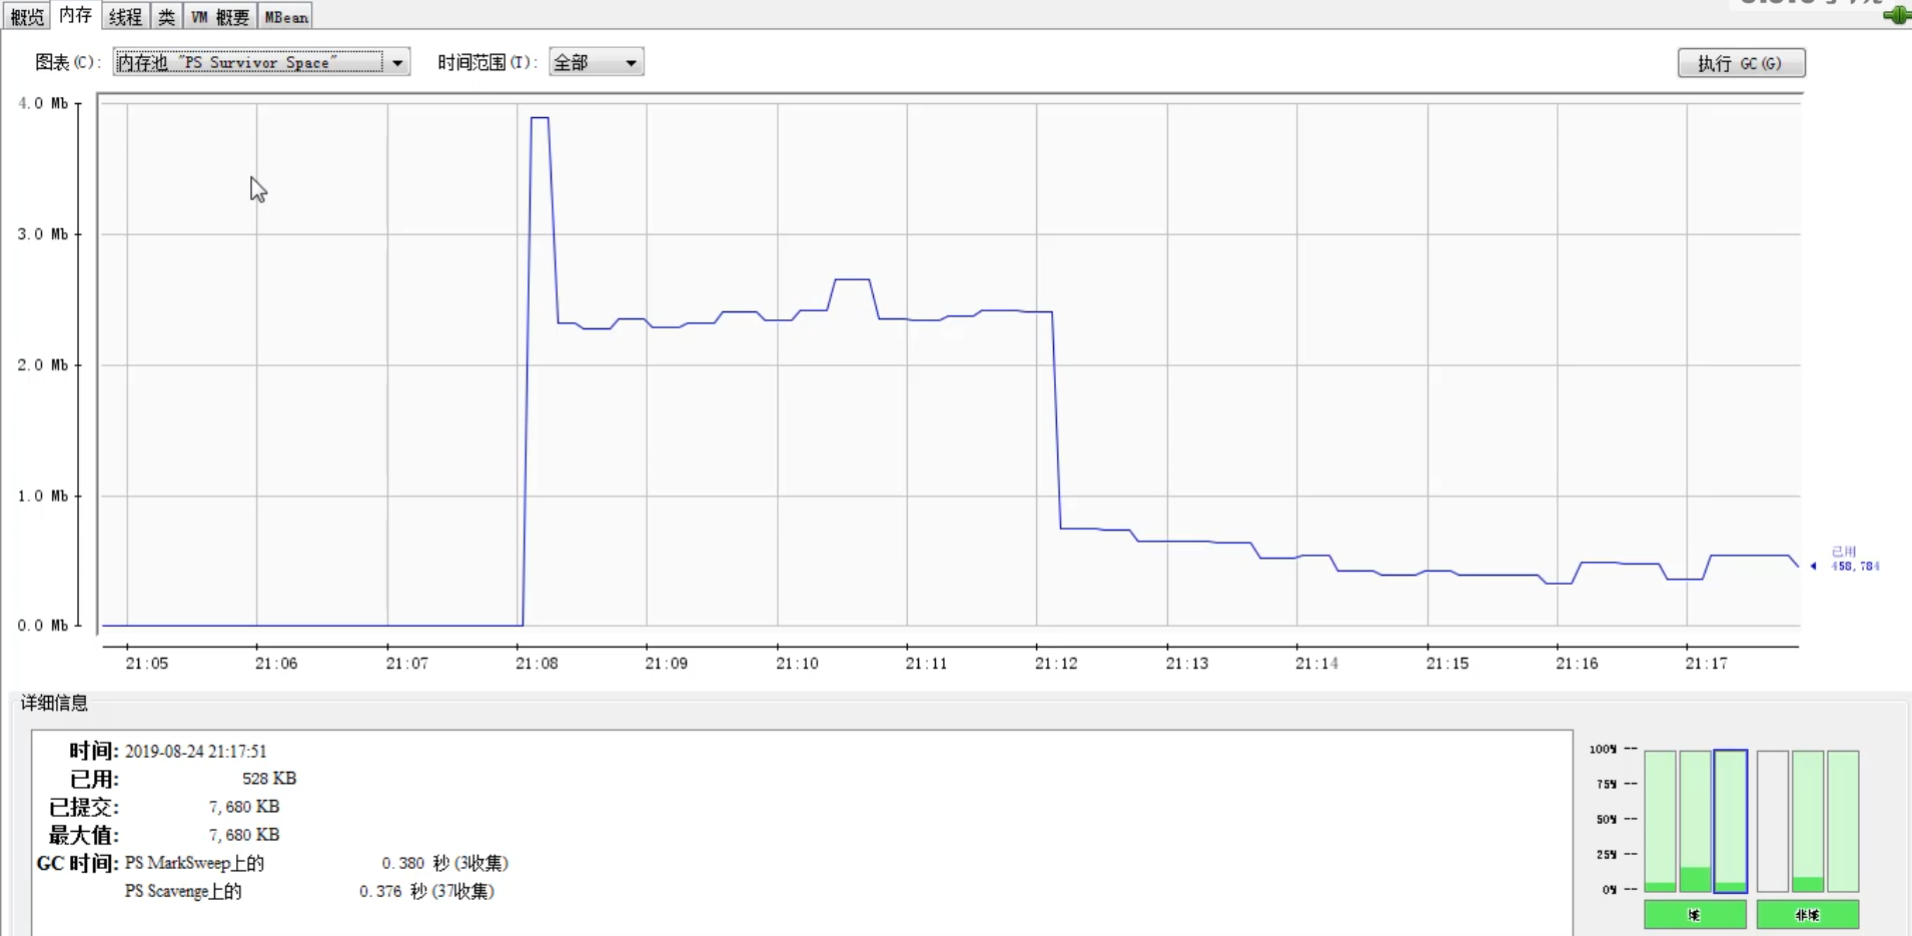 概览 内存 线程 类 VM 概要 MBean
图表(C): 内存池 "PS Survivor Space" 时间范围(T): 全部 执行 GC(G)
4.0 Mb
3.0 Mb
2.0 Mb
1.0 Mb
0.0 Mb
已用
458,784
21:05 21:06 21:07 21:08 21:09 21:10 21:11 21:12 21:13 21:14 21:15 21:16 21:17
详细信息
时间: 2019-08-24 21:17:51
已用: 528 KB
已提交: 7,680 KB
最大值: 7,680 KB
GC 时间: PS MarkSweep上的 0.380 秒 (3收集)
PS Scavenge上的 0.376 秒 (37收集)
100%
75%
50%
25%
0%
堆 非堆